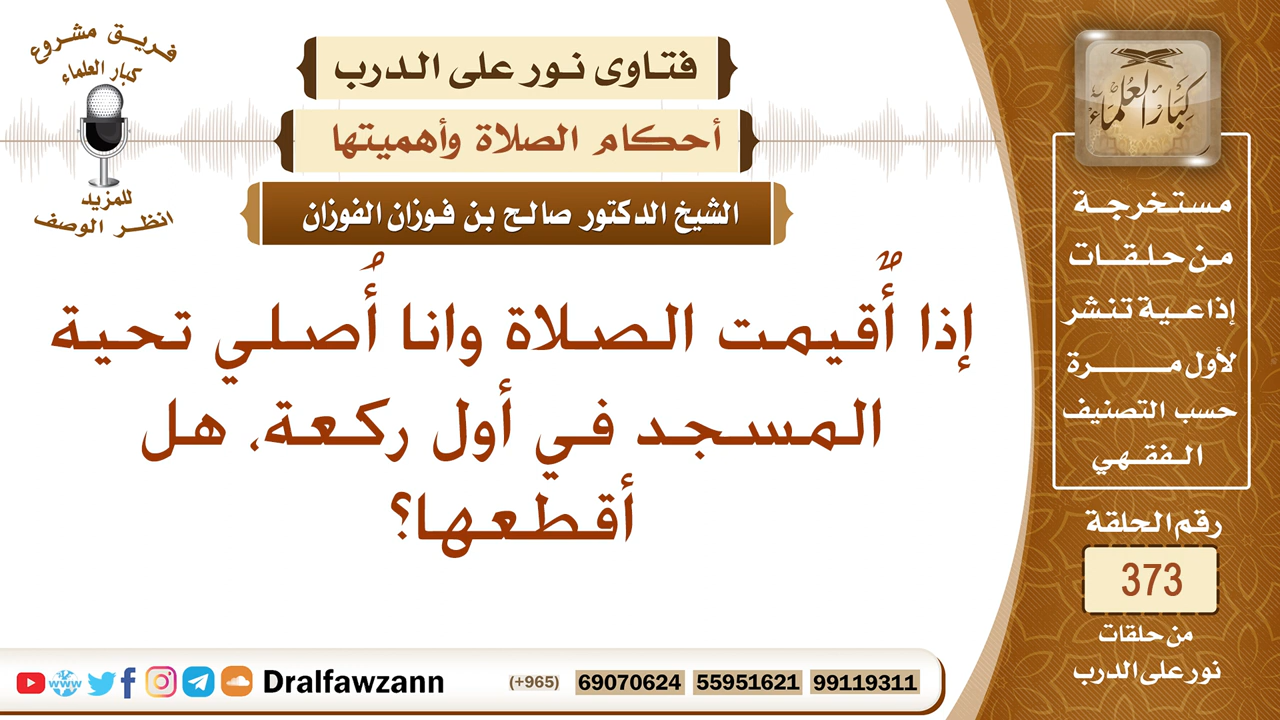 فريق مشروع
كبار العلماء
للمزيد
انظر الوصف
فتاوى نور على الدرب
أحكام الصلاة وأهميتها
الشيخ الدكتور صالح بن فوزان الفوزان
إذا أُقيمت الصلاة وانا أُصلي تحية
المسجد في أول ركعة، هل
أقطعها؟
كبار العلماء
مستخرجة
من حلقات
إذاعية تنشر
لأول مرة
حسب التصنيف
الفقهي
رقم الحلقة
373
من حلقات
نور على الدرب
www Dralfawzann (+965) 69070624 55951621 99119311